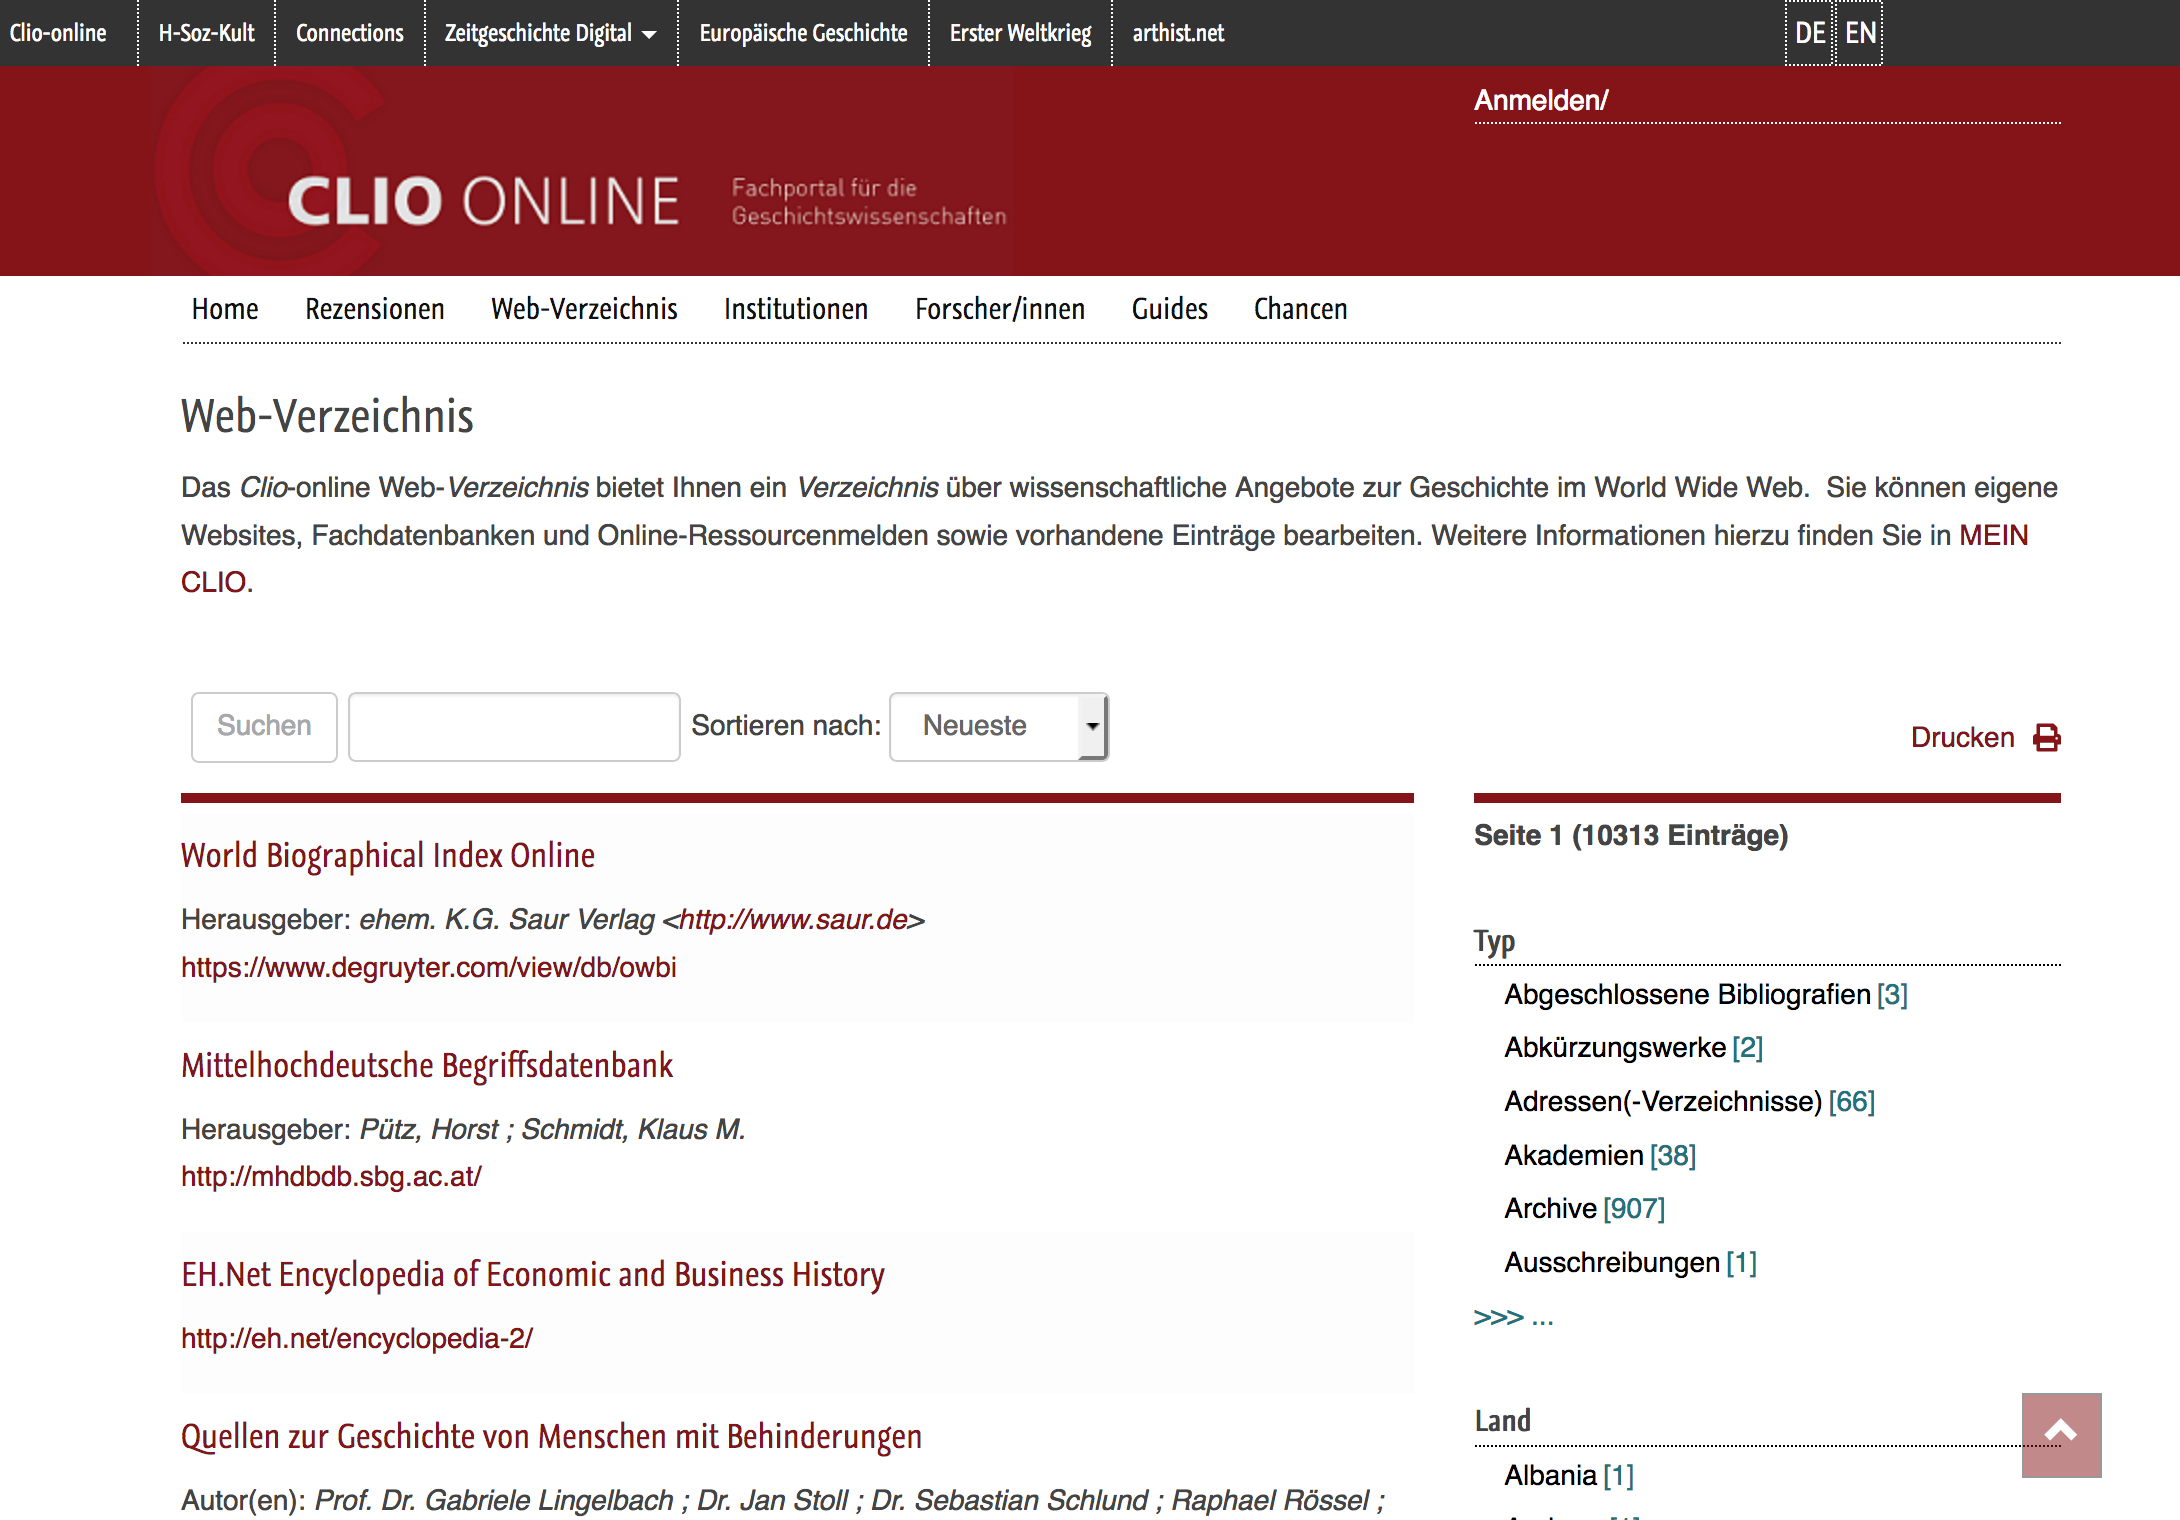 Clio-online H-Soz-Kult Connections Zeitgeschichte Digital Europäische Geschichte Erster Weltkrieg arthist.net DE EN
Anmelden/
CLIO ONLINE
Fachportal für die
Geschichtswissenschaften
Home Rezensionen Web-Verzeichnis Institutionen Forscher/innen Guides Chancen
Web-Verzeichnis
Das Clio-online Web-Verzeichnis bietet Ihnen ein Verzeichnis über wissenschaftliche Angebote zur Geschichte im World Wide Web. Sie können eigene
Websites, Fachdatenbanken und Online-Ressourcenmelden sowie vorhandene Einträge bearbeiten. Weitere Informationen hierzu finden Sie in MEIN
CLIO.
Suchen Sortieren nach: Neueste
Drucken
World Biographical Index Online
Herausgeber: ehem. K.G. Saur Verlag <http://www.saur.de>
https://www.degruyter.com/view/db/owbi
Mittelhochdeutsche Begriffsdatenbank
Herausgeber: Pütz, Horst ; Schmidt, Klaus M.
http://mhdbdb.sbg.ac.at/
EH.Net Encyclopedia of Economic and Business History
http://eh.net/encyclopedia-2/
Quellen zur Geschichte von Menschen mit Behinderungen
Autor(en): Prof. Dr. Gabriele Lingelbach ; Dr. Jan Stoll ; Dr. Sebastian Schlund ; Raphael Rössel ;
Seite 1 (10313 Einträge)
Typ
Abgeschlossene Bibliografien [3]
Abkürzungswerke [2]
Adressen(-Verzeichnisse) [66]
Akademien [38]
Archive [907]
Ausschreibungen [1]
>>> ...
Land
Albania [1]